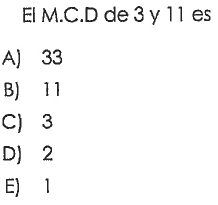 El M.C.D de 3 y 11 es
A) 33
B) 11
C) 3
D) 2
E) 1